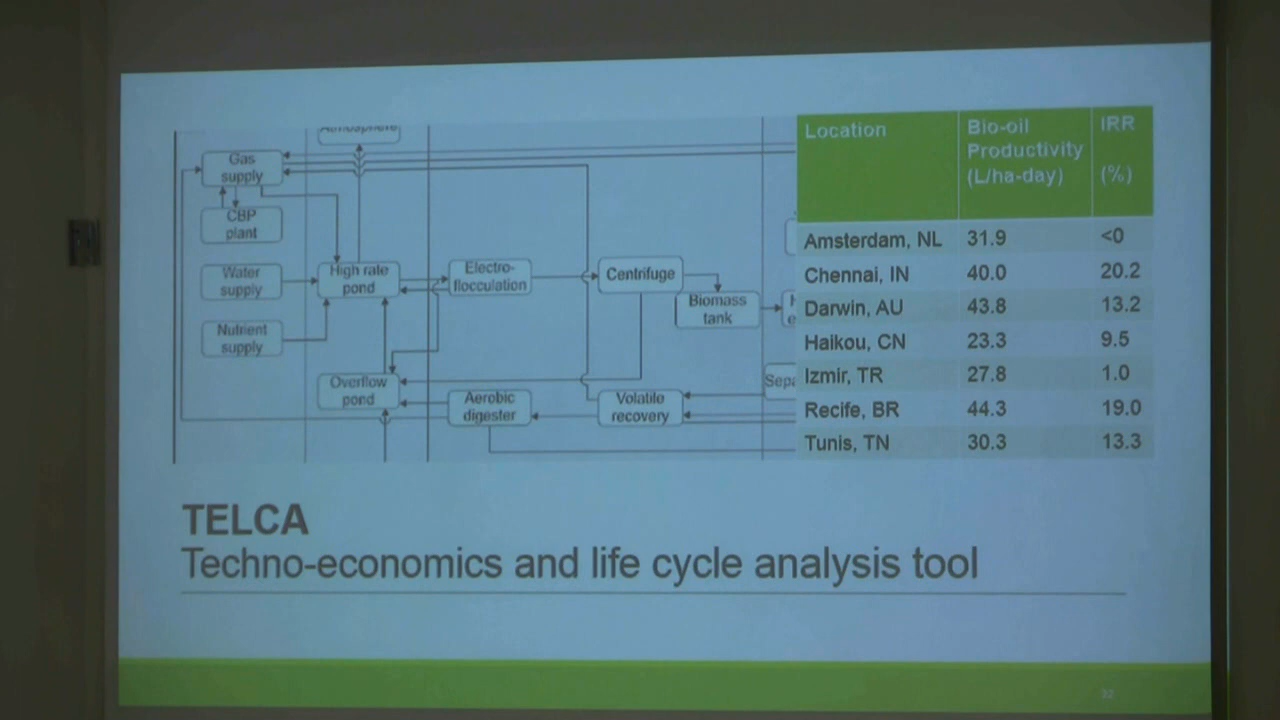 Atmosphere
Gas
supply
CBP
plant
Water
supply
Nutrient
supply
High rate
pond
Overflow
pond
Electro-
flocculation
Aerobic
digester
Centrifuge
Volatile
recovery
Biomass
tank
Location
Bio-oil
Productivity
(L/ha-day)
IRR
(%)
Amsterdam, NL 31.9 <0
Chennai, IN 40.0 20.2
Darwin, AU 43.8 13.2
Haikou, CN 23.3 9.5
Izmir, TR 27.8 1.0
Recife, BR 44.3 19.0
Tunis, TN 30.3 13.3
TELCA
Techno-economics and life cycle analysis tool